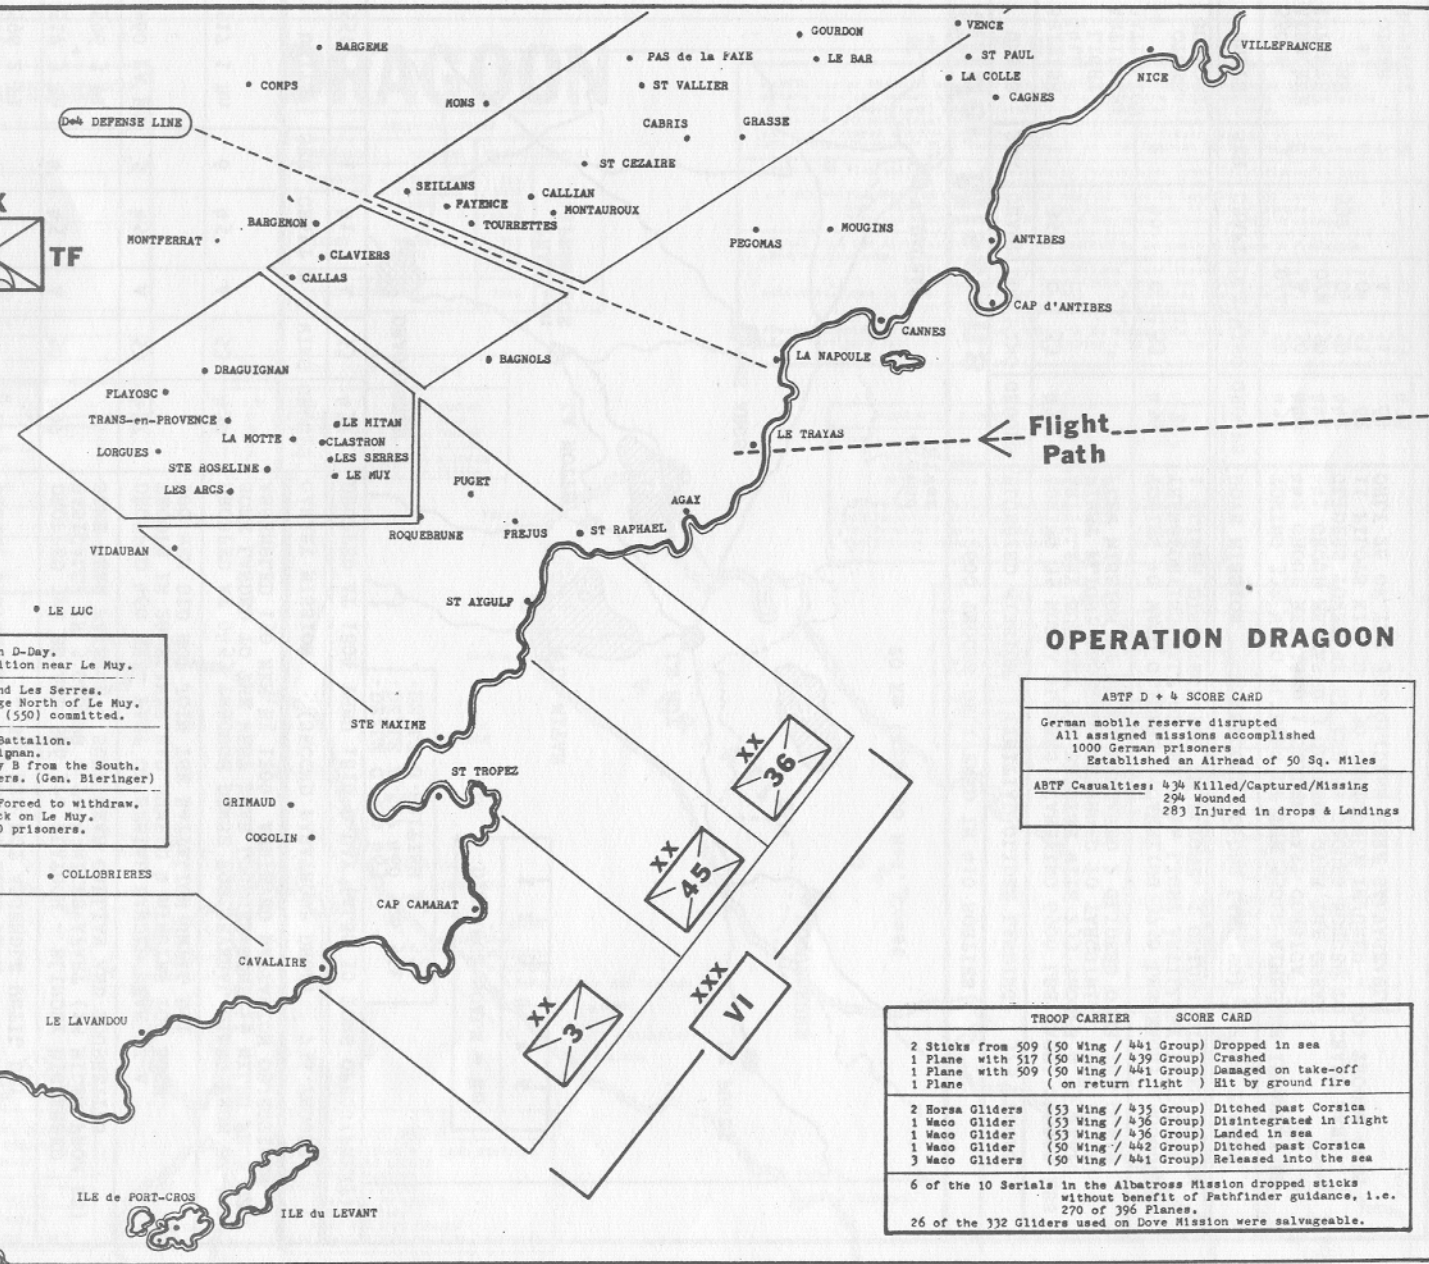 VENCE
GOURDON
BARGEME
PAS de la FAYE
LE BAR
ST PAUL
VILLEFRANCHE
NICE
COMPS
ST VALLIER
LA COLLE
CAGNES
MONS
D+4 DEFENSE LINE
CABRIS
GRASSE
ST CEZAIRE
SEILLANS
CALLIAN
FAYENCE
MONTAUROUX
BARGEMON
TOURRETTES
MOUGINS
MONTFERRAT
PEGOMAS
ANTIBES
TF
CLAVIERS
CALLAS
CAP d'ANTIBES
CANNES
BAGNOLS
LA NAPOULE
DRAGUIGNAN
FLAYOSC
TRANS-en-PROVENCE
LE MITAN
LA MOTTE
CLASTRON
LE TRAYAS
Flight
Path
LORGUES
LES SERRES
STE ROSELINE
LE MUY
LES ARCS
PUGET
AGAY
ROQUEBRUNE
FREJUS
ST RAPHAEL
VIDAUBAN
ST AYGULF
LE LUC
n D-Day.
ition near Le Muy.
nd Les Serres.
ge North of Le Muy.
(550) committed.
Battalion.
ignan.
y B from the South.
ers. (Gen. Bieringer)
Forced to withdraw.
ck on Le Muy.
0 prisoners.
OPERATION DRAGOON
ABTF D + 4 SCORE CARD
German mobile reserve disrupted
All assigned missions accomplished
1000 German prisoners
Established an Airhead of 50 Sq. Miles
ABTF Casualties: 434 Killed/Captured/Missing
294 Wounded
283 Injured in drops & Landings
STE MAXIME
XX
36
ST TROPEZ
GRIMAUD
COGOLIN
XX
45
COLLOBRIERES
CAP CAMARAT
CAVALAIRE
XXX
VI
XX
3
LE LAVANDOU
TROOP CARRIER SCORE CARD
2 Sticks from 509 (50 Wing / 441 Group) Dropped in sea
1 Plane with 517 (50 Wing / 439 Group) Crashed
1 Plane with 509 (50 Wing / 441 Group) Damaged on take-off
1 Plane ( on return flight ) Hit by ground fire
2 Horsa Gliders (53 Wing / 435 Group) Ditched past Corsica
1 Waco Glider (53 Wing / 436 Group) Disintegrated in flight
1 Waco Glider (53 Wing / 436 Group) Landed in sea
1 Waco Glider (50 Wing / 442 Group) Ditched past Corsica
3 Waco Gliders (50 Wing / 441 Group) Released into the sea
6 of the 10 Serials in the Albatross Mission dropped sticks
without benefit of Pathfinder guidance, i.e.
270 of 396 Planes.
26 of the 332 Gliders used on Dove Mission were salvageable.
ILE de PORT-CROS
ILE du LEVANT